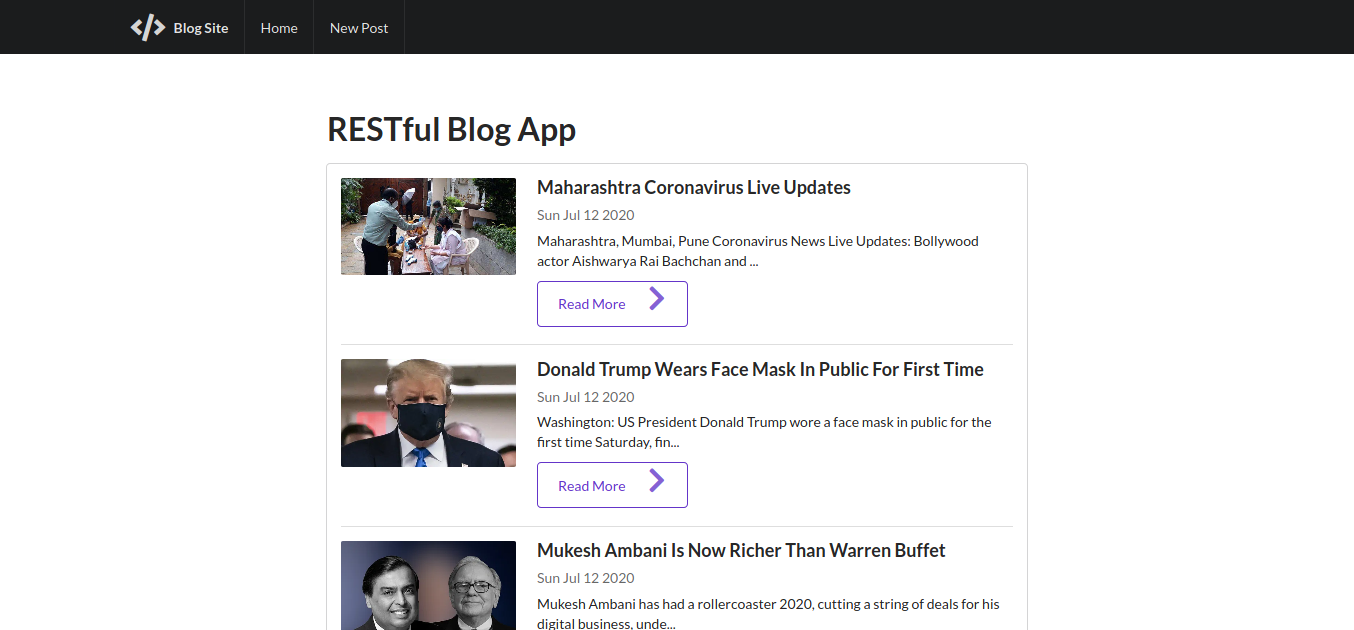 Blog Site
Home
New Post
RESTful Blog App
Maharashtra Coronavirus Live Updates
Sun Jul 12 2020
Maharashtra, Mumbai, Pune Coronavirus News Live Updates: Bollywood
actor Aishwarya Rai Bachchan and ...
Read More
Donald Trump Wears Face Mask In Public For First Time
Sun Jul 12 2020
Washington: US President Donald Trump wore a face mask in public for the
first time Saturday, fin...
Read More
Mukesh Ambani Is Now Richer Than Warren Buffet
Sun Jul 12 2020
Mukesh Ambani has had a rollercoaster 2020, cutting a string of deals for his
digital business, unde...